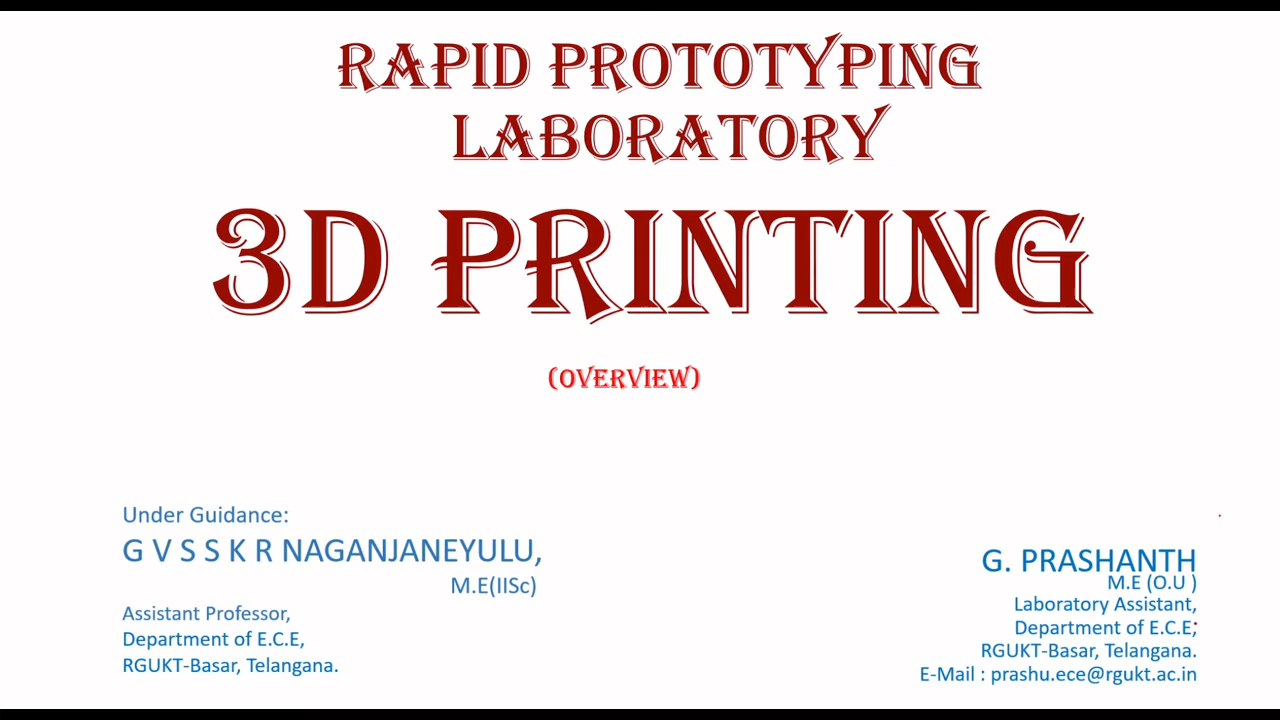 RAPID PROTOTYPING
LABORATORY
3D PRINTING
(OVERVIEW)
Under Guidance:
G V S S K R NAGANJANEYULU,
M.E(IISc)
Assistant Professor,
Department of E.C.E,
RGUKT-Basar, Telangana.
G. PRASHANTH
M.E (O.U )
Laboratory Assistant,
Department of E.C.E,
RGUKT-Basar, Telangana.
E-Mail : prashu.ece@rgukt.ac.in